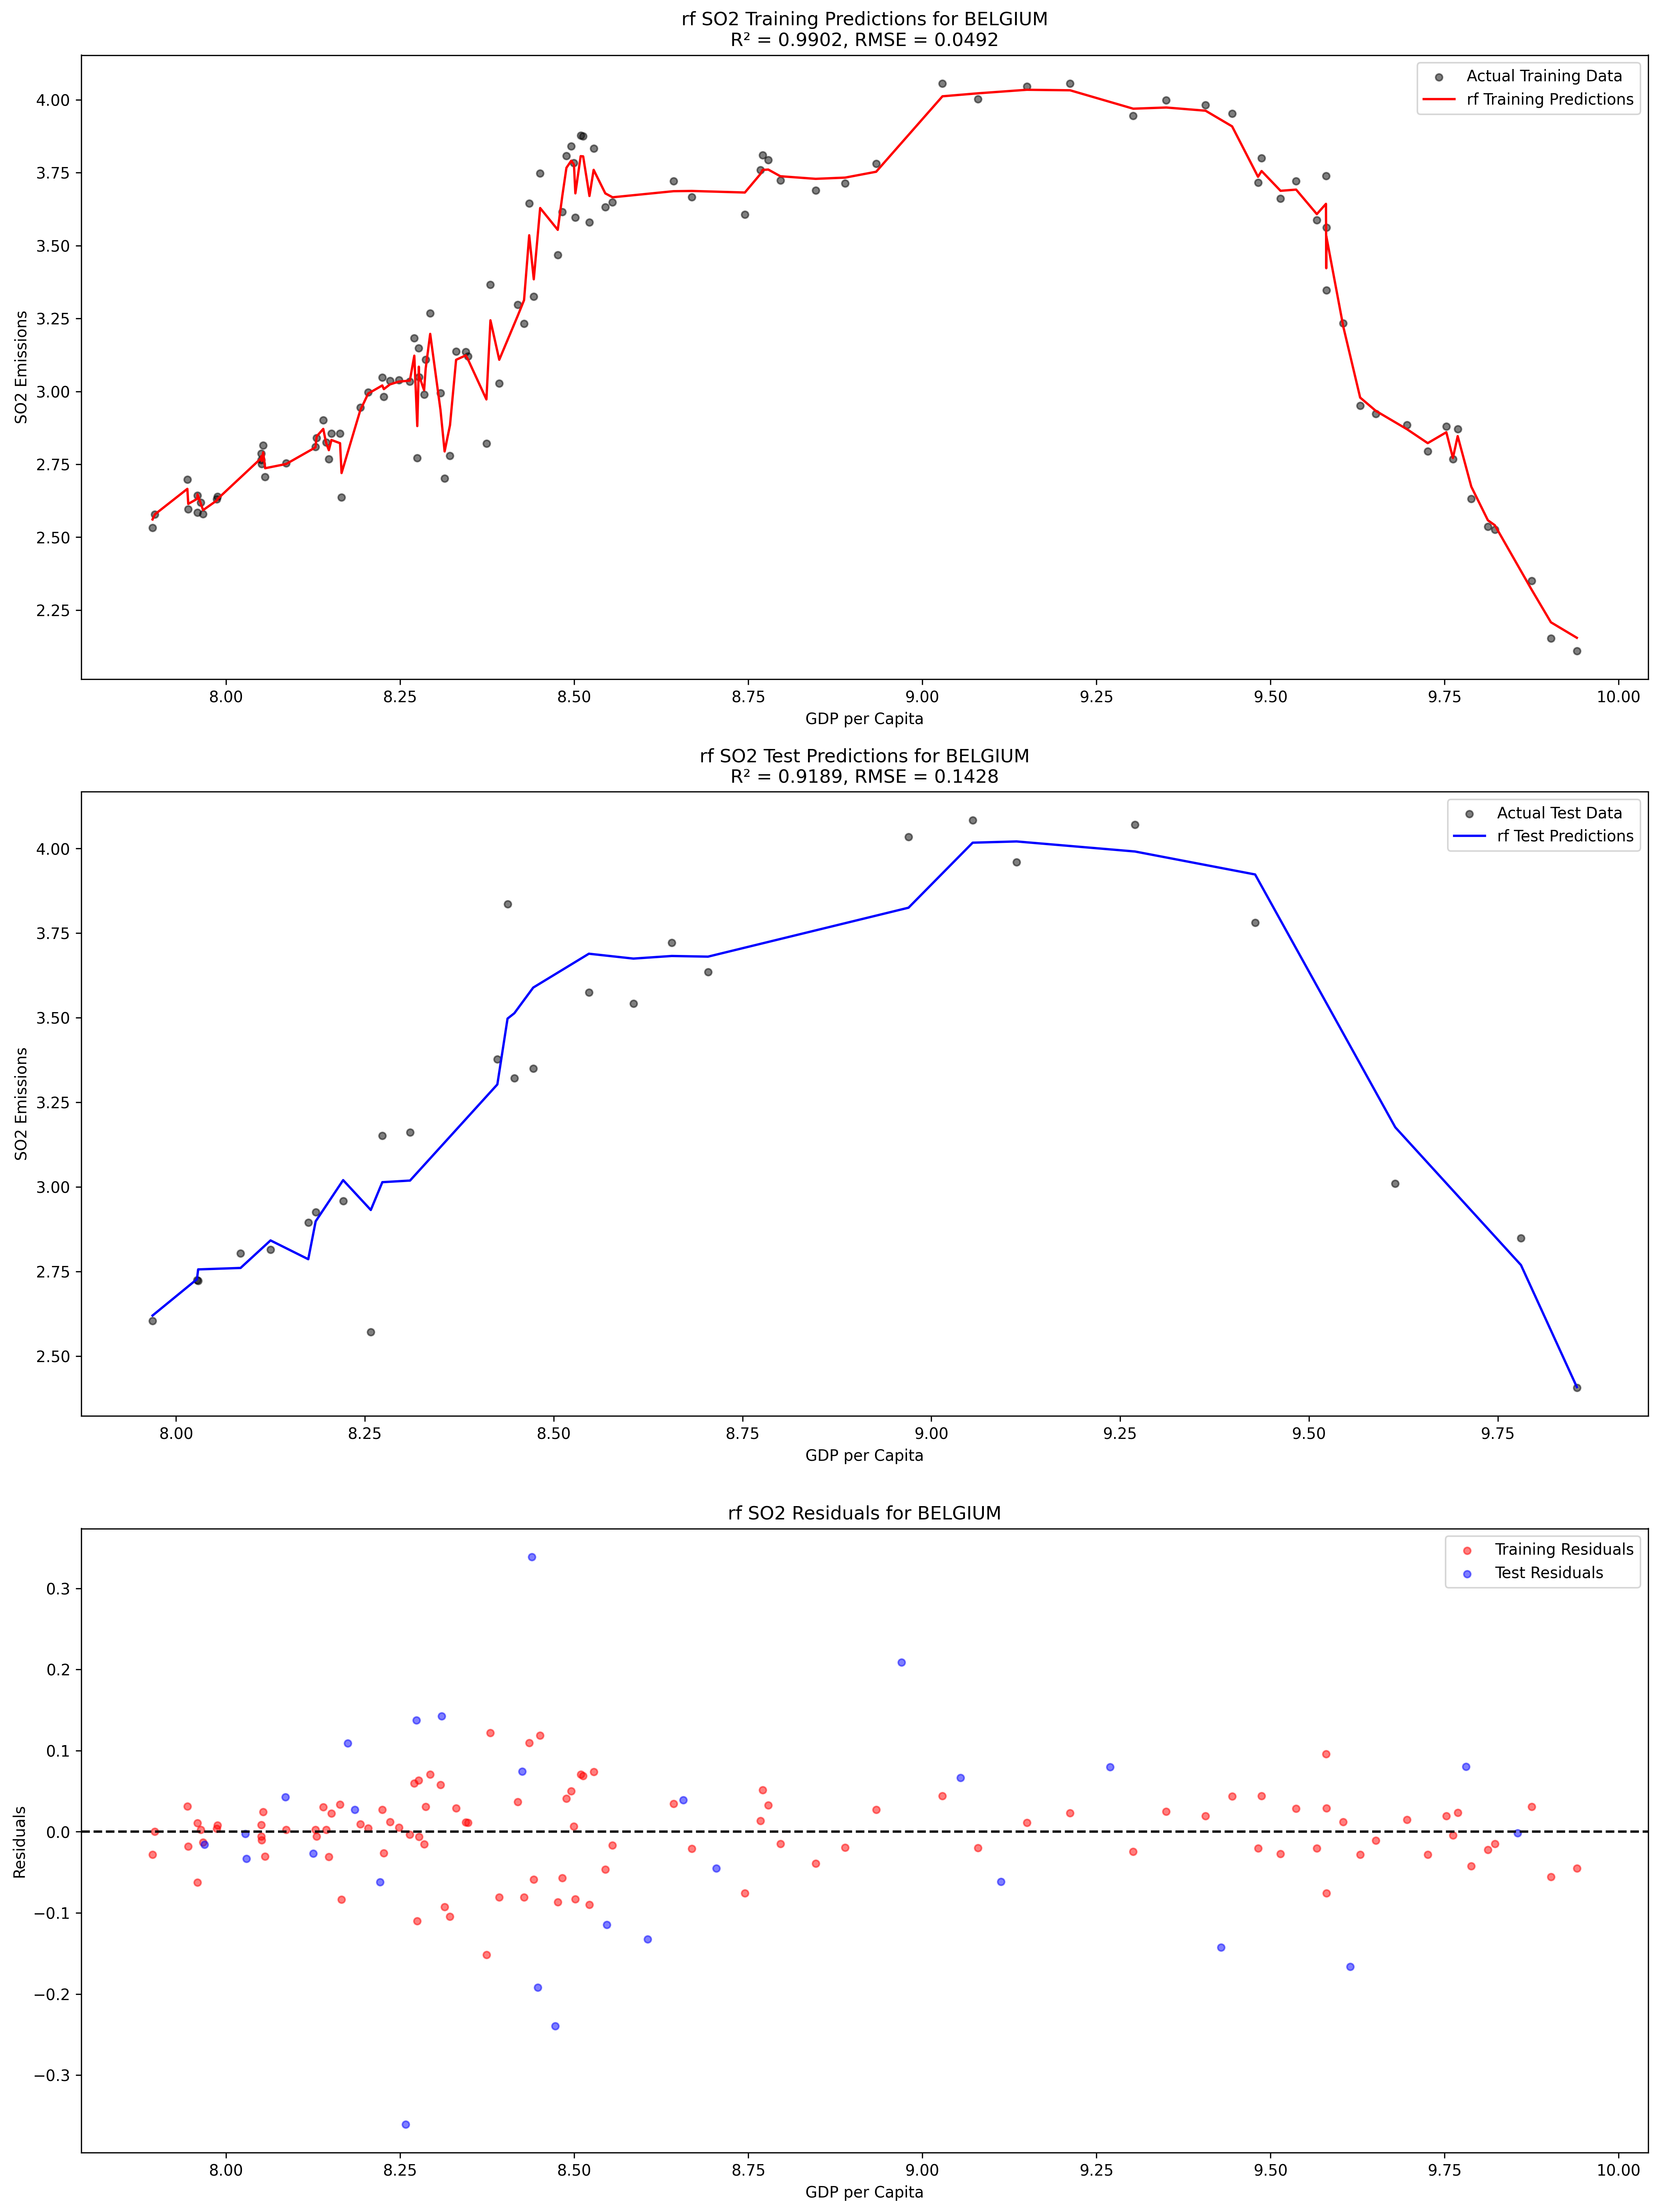 rf SO2 Training Predictions for BELGIUM
R² = 0.9902, RMSE = 0.0492
Actual Training Data
rf Training Predictions
SO2 Emissions
4.00
3.75
3.50
3.25
3.00
2.75
2.50
2.25
8.00 8.25 8.50 8.75 9.00 9.25 9.50 9.75 10.00
GDP per Capita
rf SO2 Test Predictions for BELGIUM
R² = 0.9189, RMSE = 0.1428
Actual Test Data
rf Test Predictions
SO2 Emissions
4.00
3.75
3.50
3.25
3.00
2.75
2.50
8.00 8.25 8.50 8.75 9.00 9.25 9.50 9.75
GDP per Capita
rf SO2 Residuals for BELGIUM
Training Residuals
Test Residuals
Residuals
0.3
0.2
0.1
0.0
−0.1
−0.2
−0.3
8.00 8.25 8.50 8.75 9.00 9.25 9.50 9.75 10.00
GDP per Capita